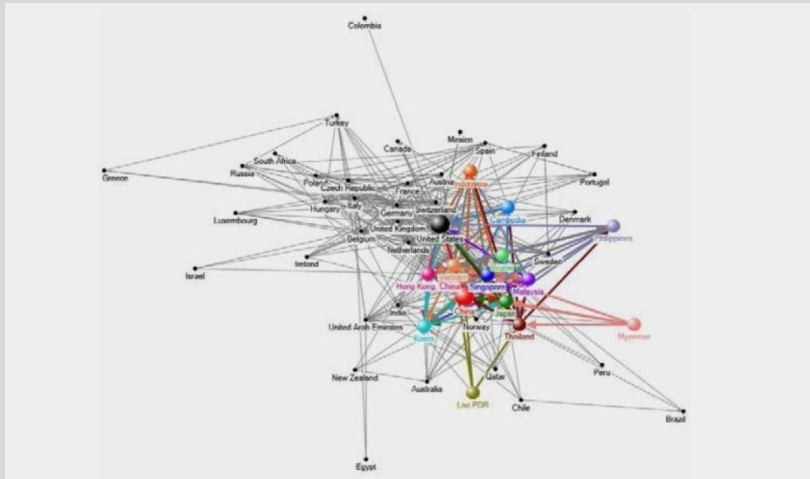 Colombia
Turkey
Mexico
Canada
Spain
Finland
South Africa
Greece
Russia
Poland
Czech Republic
Austria
Indonesia
Portugal
France
Hungary
Italy
Germany
Switzerland
Luxembourg
Cambodia
Denmark
United Kingdom
Belgium
United States
Philippines
Netherlands
Ireland
Sweden
Israel
Vietnam
Hong Kong, China
Singapore
Malaysia
India
China
Japan
United Arab Emirates
Norway
Korea
Thailand
Myanmar
New Zealand
Qatar
Peru
Australia
Lao PDR
Chile
Brazil
Egypt